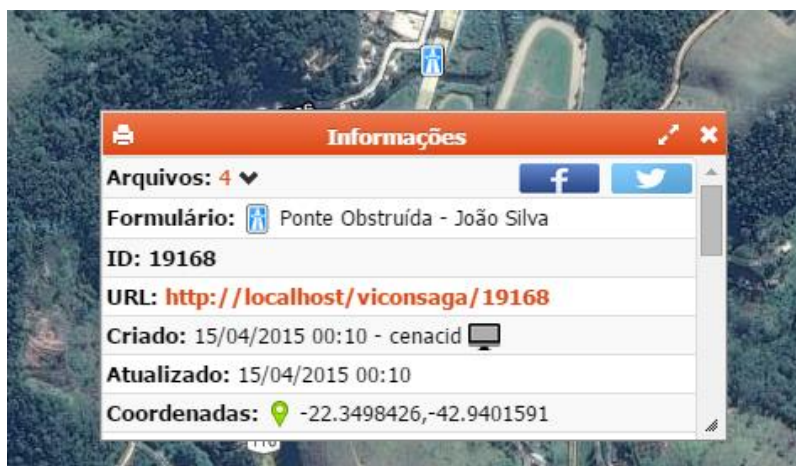 Informações
Arquivos: 4
Formulário: Ponte Obstruída - João Silva
ID: 19168
URL: http://localhost/viconsaga/19168
Criado: 15/04/2015 00:10 - cenacid
Atualizado: 15/04/2015 00:10
Coordenadas: -22.3498426,-42.9401591